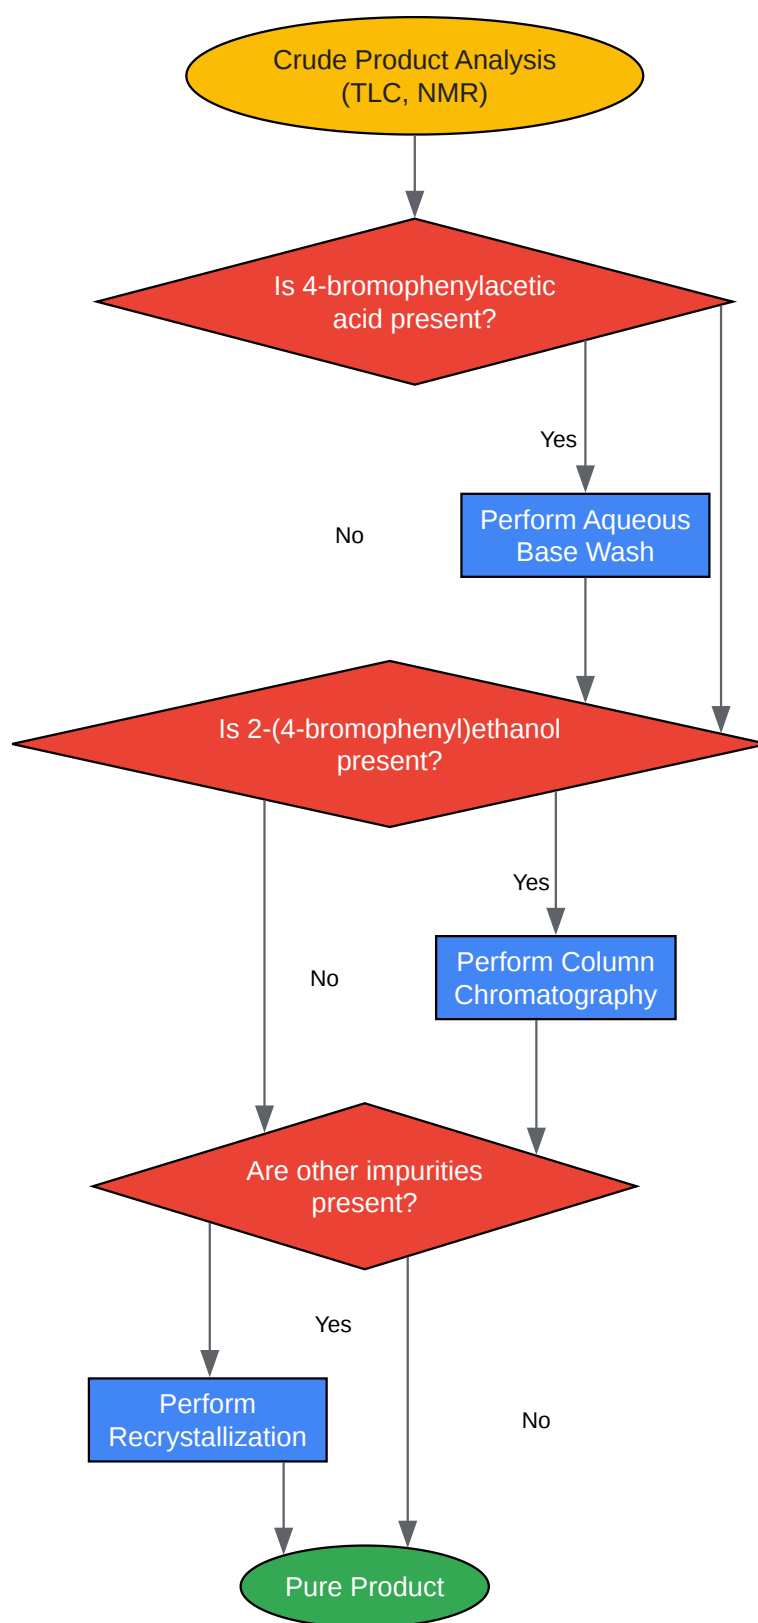 Crude Product Analysis
(TLC, NMR)
Is 4-bromophenylacetic
acid present?
Yes
Perform Aqueous
Base Wash
No
Is 2-(4-bromophenyl)ethanol
present?
Yes
Perform Column
Chromatography
No
Are other impurities
present?
Yes
Perform
Recrystallization
No
Pure Product